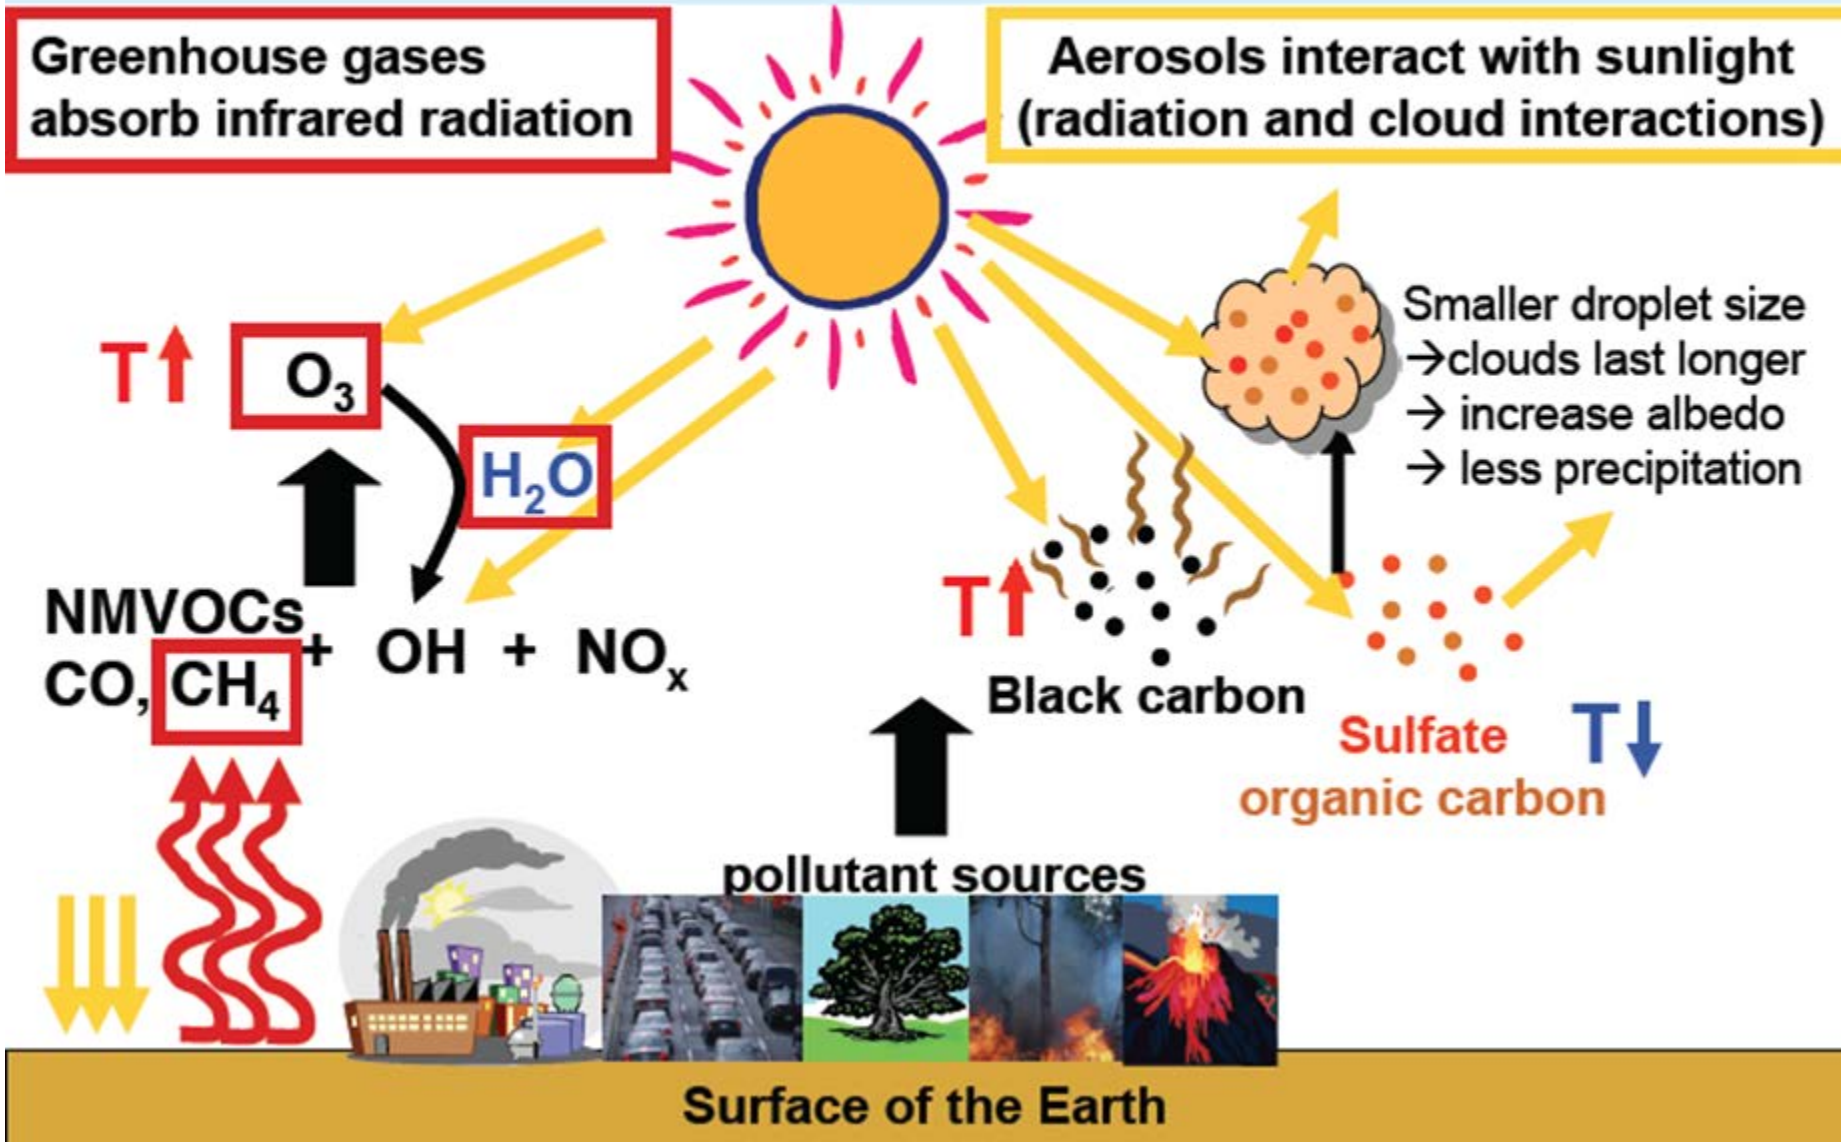 Greenhouse gases
absorb infrared radiation
Aerosols interact with sunlight
(radiation and cloud interactions)
T
O3
H2O
NMVOCs
CO, CH4 + OH + NOx
Smaller droplet size
→clouds last longer
→ increase albedo
→ less precipitation
T
Black carbon
Sulfate
organic carbon
T
pollutant sources
Surface of the Earth